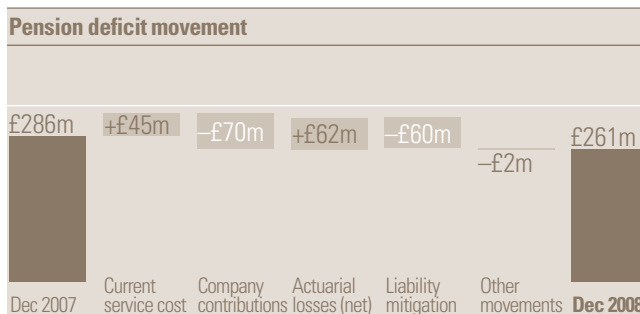 Pension deficit movement
£286m
+£45m
–£70m
+£62m
–£60m
–£2m
£261m
Dec 2007
Current
service cost
Company
contributions
Actuarial
losses (net)
Liability
mitigation
Other
movements
Dec 2008